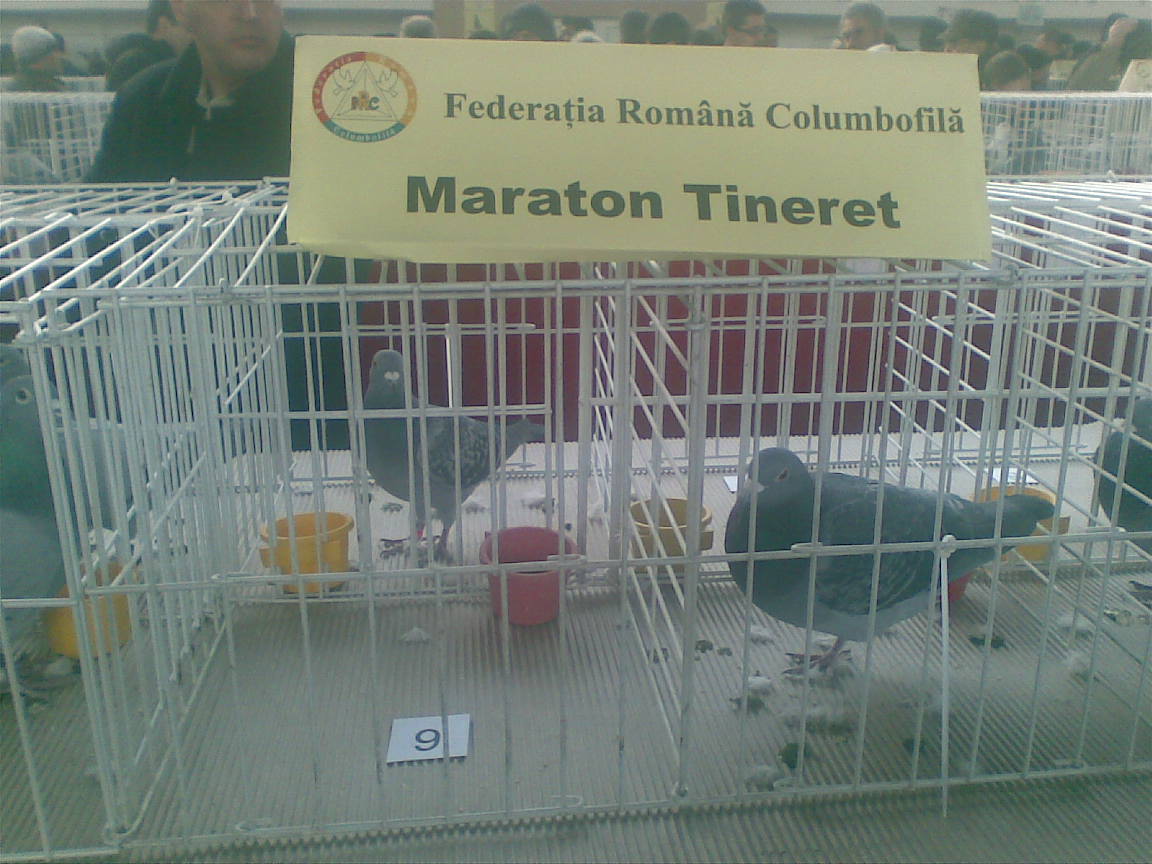 Federația Română Columbofilă
Maraton Tineret
9